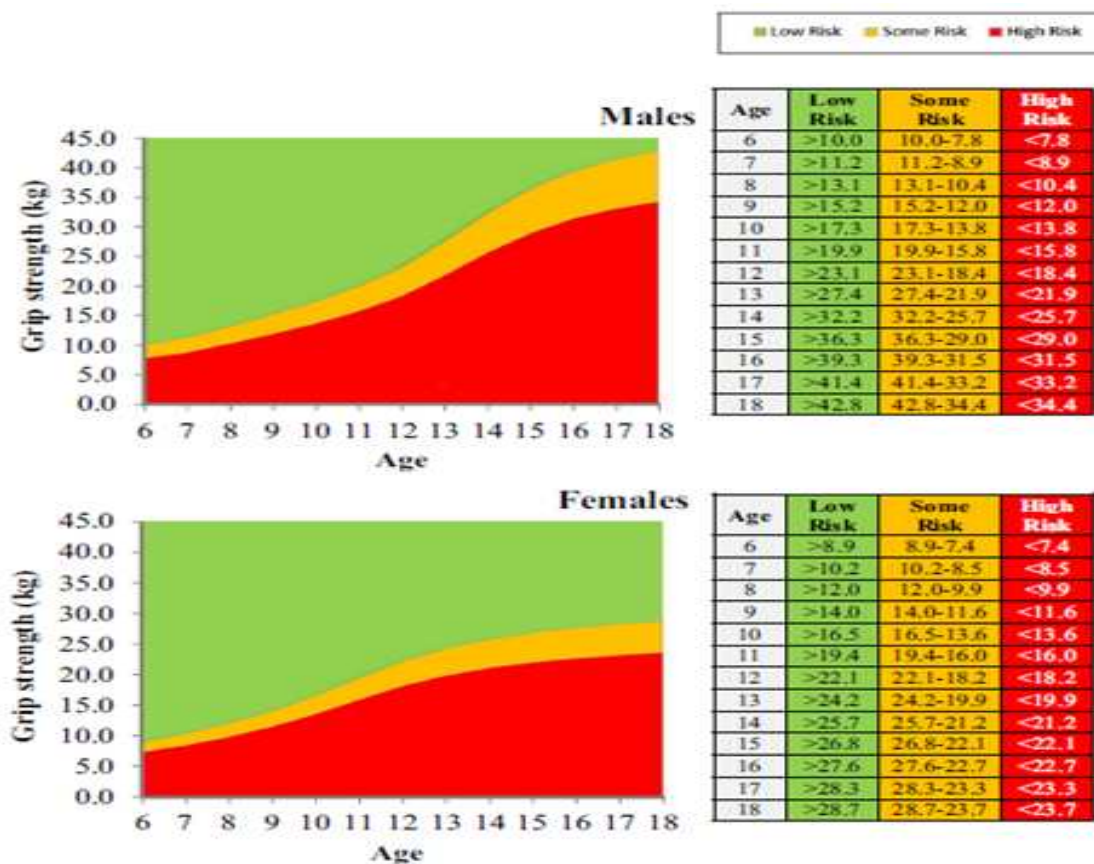 Low Risk Some Risk High Risk
Males
Grip strength (kg)
45.0
40.0
35.0
30.0
25.0
20.0
15.0
10.0
5.0
0.0
6 7 8 9 10 11 12 13 14 15 16 17 18
Age
Age Low Risk Some Risk High Risk
6 >10.0 10.0-7.8 <7.8
7 >11.2 11.2-8.9 <8.9
8 >13.1 13.1-10.4 <10.4
9 >15.2 15.2-12.0 <12.0
10 >17.3 17.3-13.8 <13.8
11 >19.9 19.9-15.8 <15.8
12 >23.1 23.1-18.4 <18.4
13 >27.4 27.4-21.9 <21.9
14 >32.2 32.2-25.7 <25.7
15 >36.3 36.3-29.0 <29.0
16 >39.3 39.3-31.5 <31.5
17 >41.4 41.4-33.2 <33.2
18 >42.8 42.8-34.4 <34.4
Females
Grip strength (kg)
45.0
40.0
35.0
30.0
25.0
20.0
15.0
10.0
5.0
0.0
6 7 8 9 10 11 12 13 14 15 16 17 18
Age
Age Low Risk Some Risk High Risk
6 >8.9 8.9-7.4 <7.4
7 >10.2 10.2-8.5 <8.5
8 >12.0 12.0-9.9 <9.9
9 >14.0 14.0-11.6 <11.6
10 >16.5 16.5-13.6 <13.6
11 >19.4 19.4-16.0 <16.0
12 >22.1 22.1-18.2 <18.2
13 >24.2 24.2-19.9 <19.9
14 >25.7 25.7-21.2 <21.2
15 >26.8 26.8-22.1 <22.1
16 >27.6 27.6-22.7 <22.7
17 >28.3 28.3-23.3 <23.3
18 >28.7 28.7-23.7 <23.7